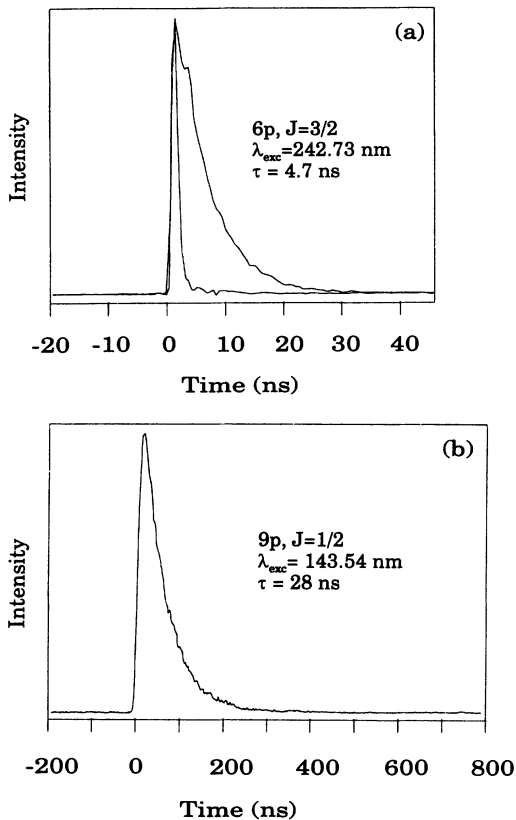 (a)
Intensity
6p, J=3/2
λexc=242.73 nm
τ = 4.7 ns
-20 -10 0 10 20 30 40
Time (ns)
(b)
Intensity
9p, J=1/2
λexc= 143.54 nm
τ = 28 ns
-200 0 200 400 600 800
Time (ns)